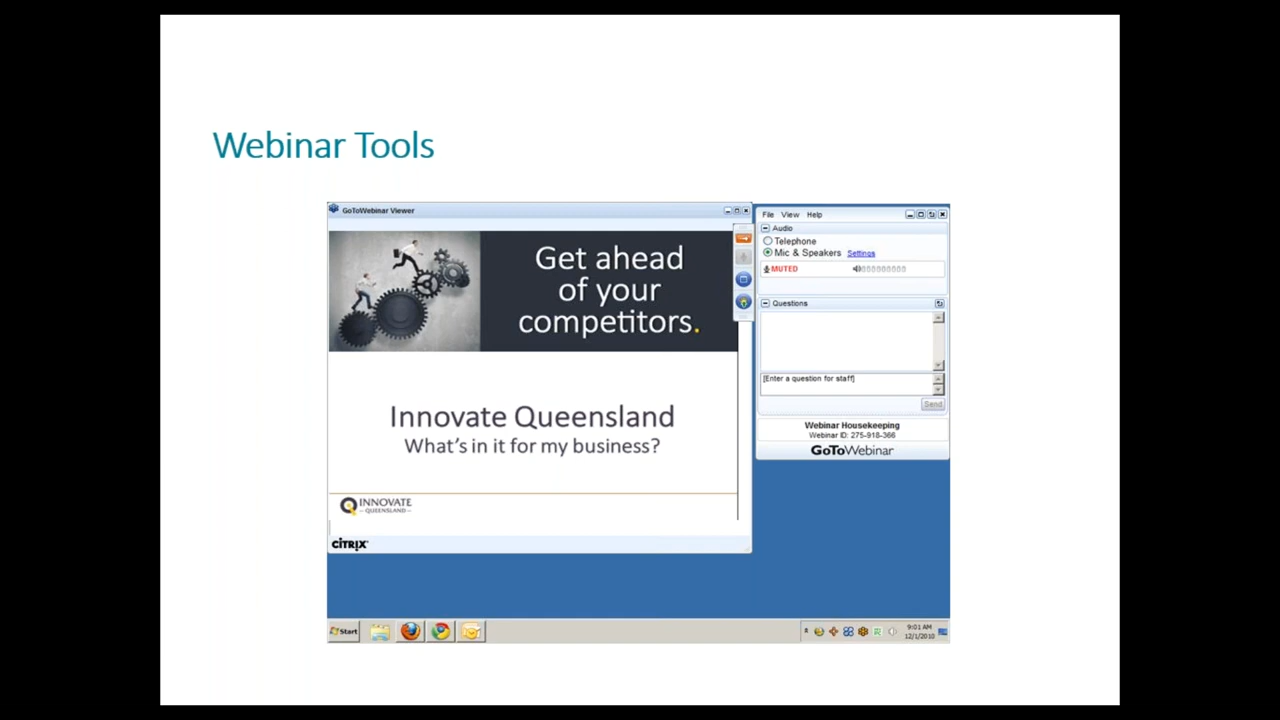 Webinar Tools
GoToWebinar Viewer
Get ahead
of your
competitors.
Innovate Queensland
What's in it for my business?
INNOVATE
QUEENSLAND
CITRIX
File View Help
Audio
Telephone
Mic & Speakers Settings
MUTED
Questions
[Enter a question for staff]
Send
Webinar Housekeeping
Webinar ID: 275-918-366
GoToWebinar
Start
9:01 AM
12/1/2010